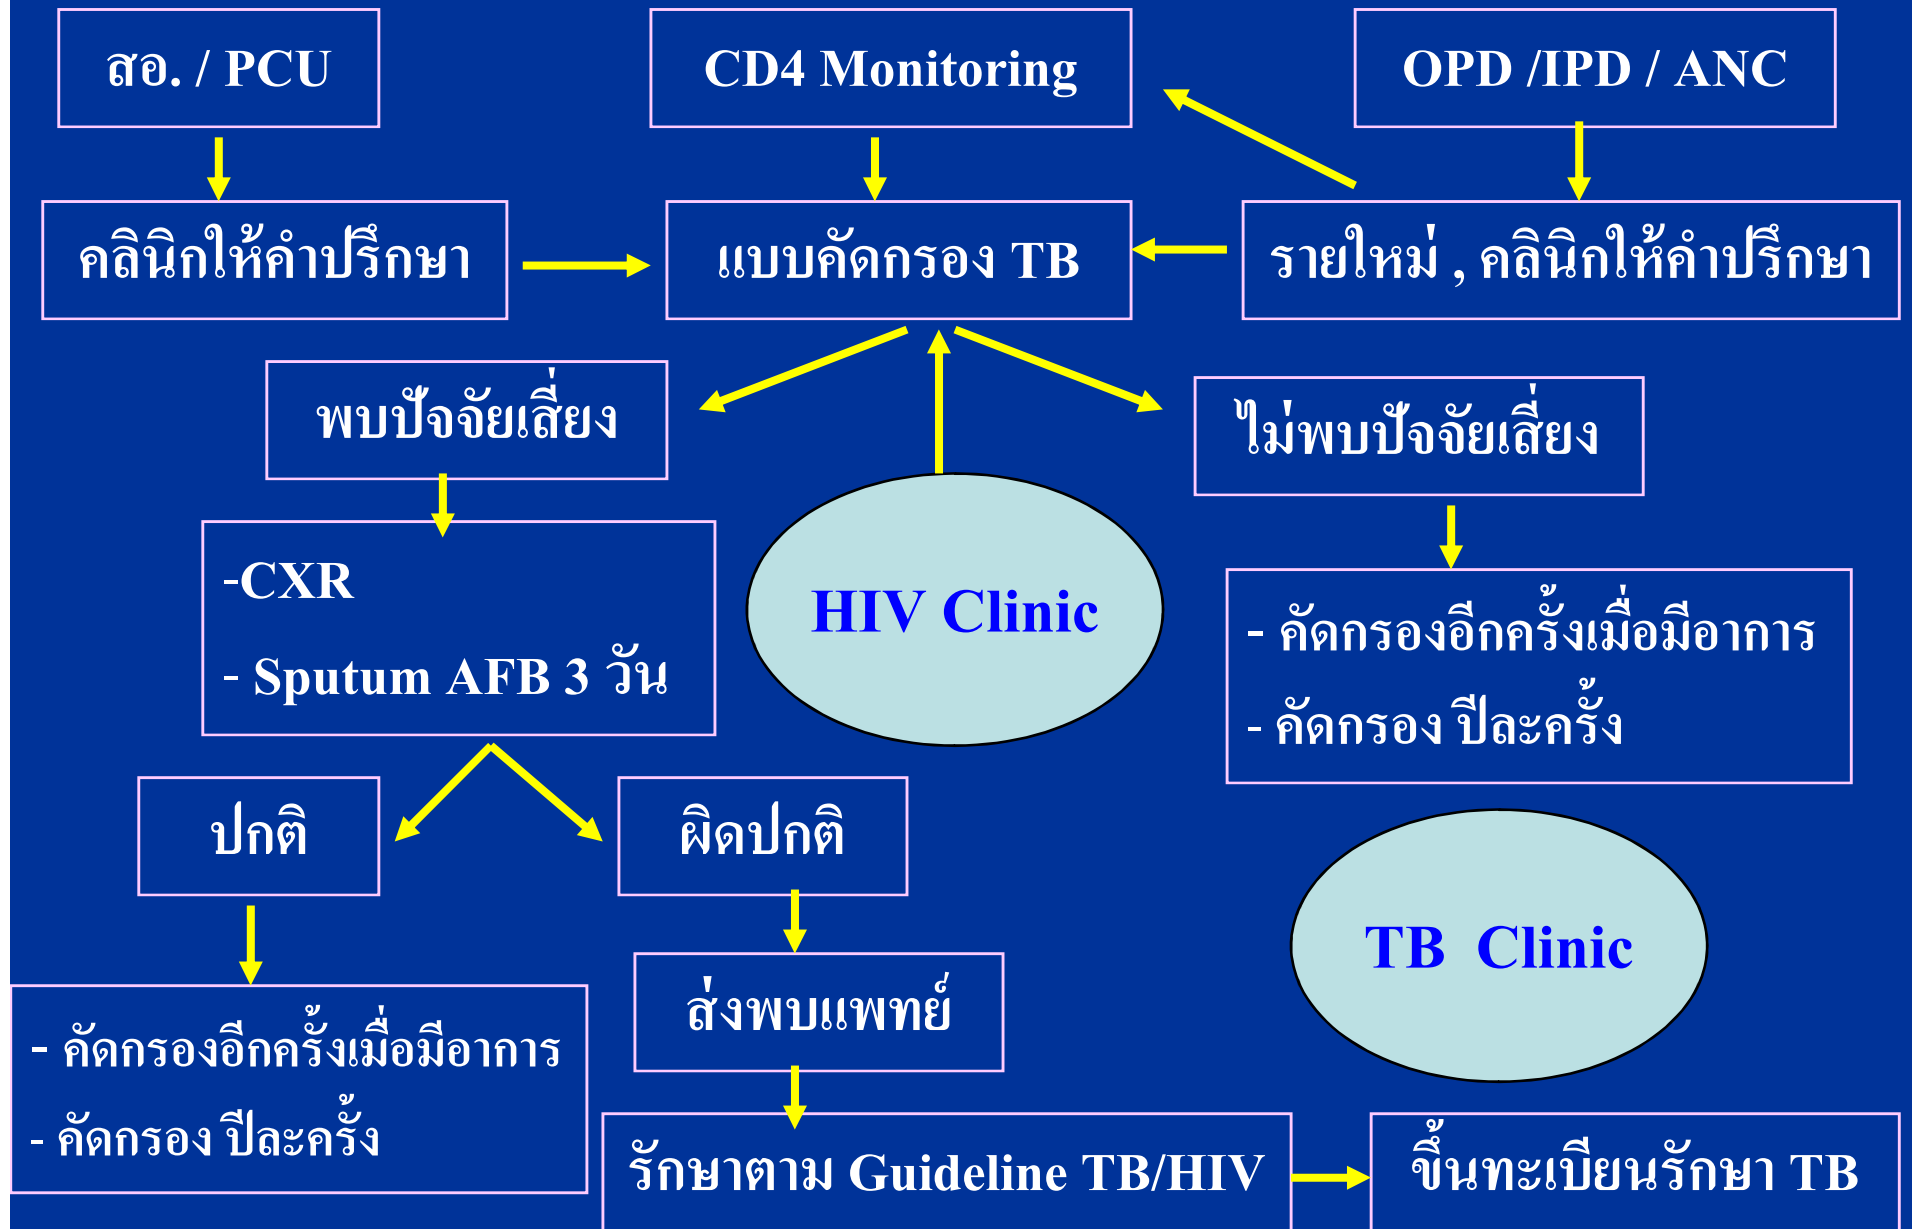 สอ. / PCU
CD4 Monitoring
OPD /IPD / ANC
คลินิกให้คำปรึกษา
แบบคัดกรอง TB
รายใหม่ , คลินิกให้คำปรึกษา
พบปัจจัยเสี่ยง
ไม่พบปัจจัยเสี่ยง
-CXR
- Sputum AFB 3 วัน
HIV Clinic
- คัดกรองอีกครั้งเมื่อมีอาการ
- คัดกรอง ปีละครั้ง
ปกติ
ผิดปกติ
TB Clinic
ส่งพบแพทย์
- คัดกรองอีกครั้งเมื่อมีอาการ
- คัดกรอง ปีละครั้ง
รักษาตาม Guideline TB/HIV
ขึ้นทะเบียนรักษา TB